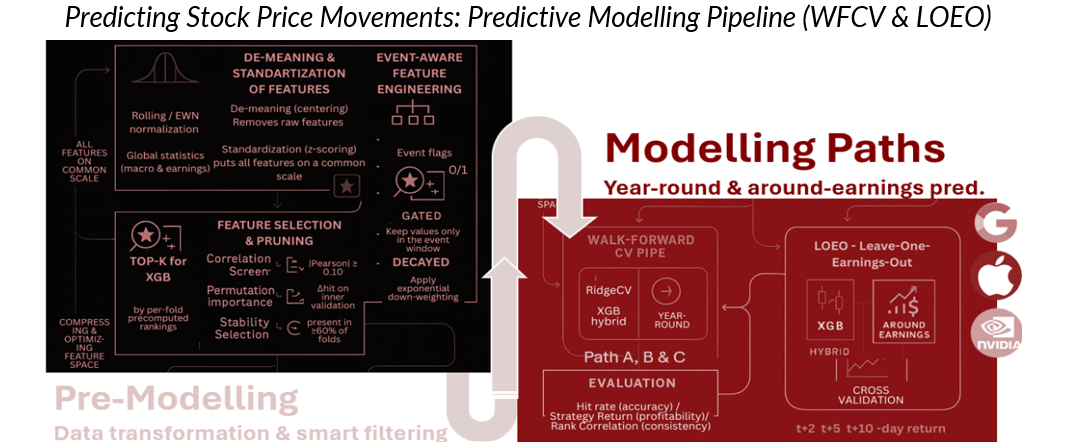 Predicting Stock Price Movements: Predictive Modelling Pipeline (WFCV & LOEO)
ALL
FEATURES
ON
COMMON
SCALE
Rolling / EWN
normalization
Global statistics
(macro & earnings)
DE-MEANING &
STANDARTIZATION
OF FEATURES
De-meaning (centering)
Removes raw features
Standardization (z-scoring)
puts all features on a common
scale
EVENT-AWARE
FEATURE
ENGINEERING
Event flags
0/1
GATED
Keep values only
in the event
window
DECAYED
Apply
exponential
down-weighting
COMPRESS
ING &
OPTIMIZ-
ING
FEATURE
SPACE
TOP-K for
XGB
by per-fold
precomputed
rankings
FEATURE SELECTION
& PRUNING
Correlation
Screen
|Pearson| ≥
0.10
Permutation
importance
Δhit on
inner
validation
Stability
Selection
present in
≥60% of
folds
Pre-Modelling
Data transformation & smart filtering
Modelling Paths
Year-round & around-earnings pred.
WALK-FORWARD
CV PIPE
RidgeCV
XGB
hybrid
YEAR-
ROUND
Path A, B & C
EVALUATION
Hit rate (accuracy) /
Strategy Return (profitability)/
Rank Correlation (consistency)
LOEO - Leave-One-
Earnings-Out
XGB
HYBRID
AROUND
EARNINGS
CROSS
VALIDATION
t+2 t+5 t+10 -day return
NVIDIA